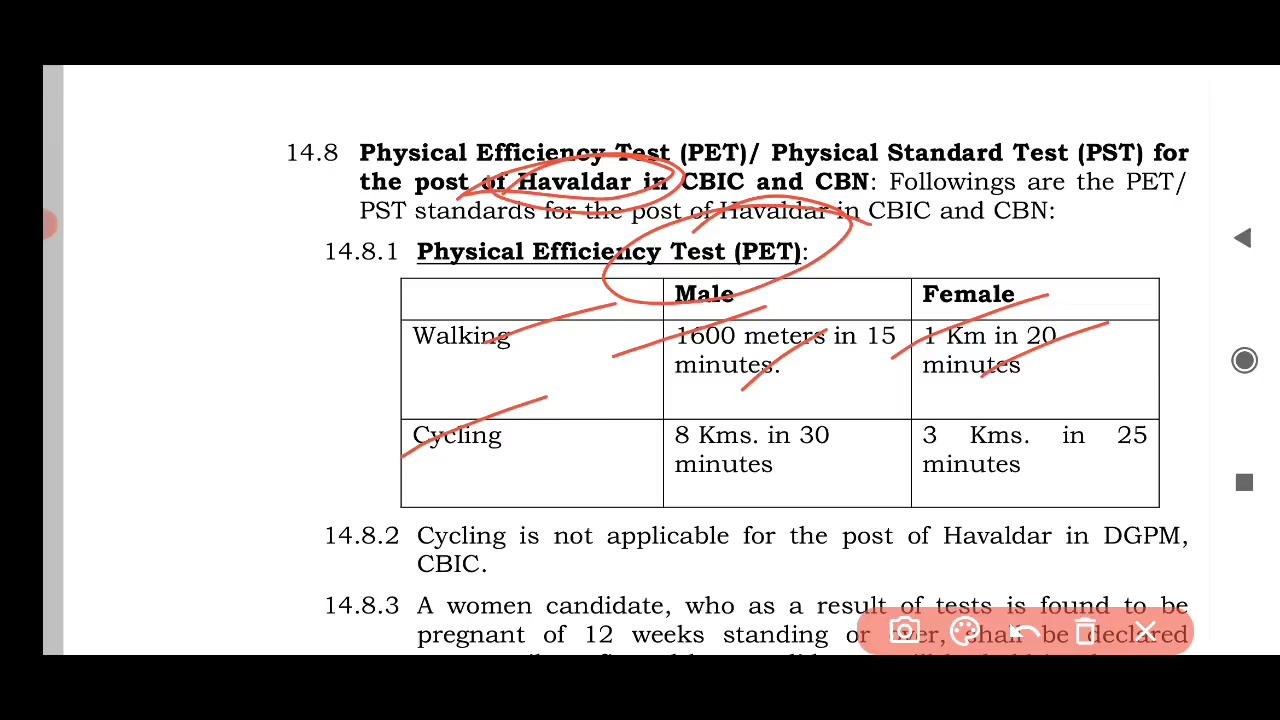 14.8 Physical Efficiency Test (PET)/ Physical Standard Test (PST) for
the post of Havaldar in CBIC and CBN: Followings are the PET/
PST standards for the post of Havaldar in CBIC and CBN:
14.8.1 Physical Efficiency Test (PET):
Male Female
Walking 1600 meters in 15 1 Km in 20
minutes. minutes
Cycling 8 Kms. in 30 3 Kms. in 25
minutes minutes
14.8.2 Cycling is not applicable for the post of Havaldar in DGPM,
CBIC.
14.8.3 A women candidate, who as a result of tests is found to be
pregnant of 12 weeks standing or over, shall be declared